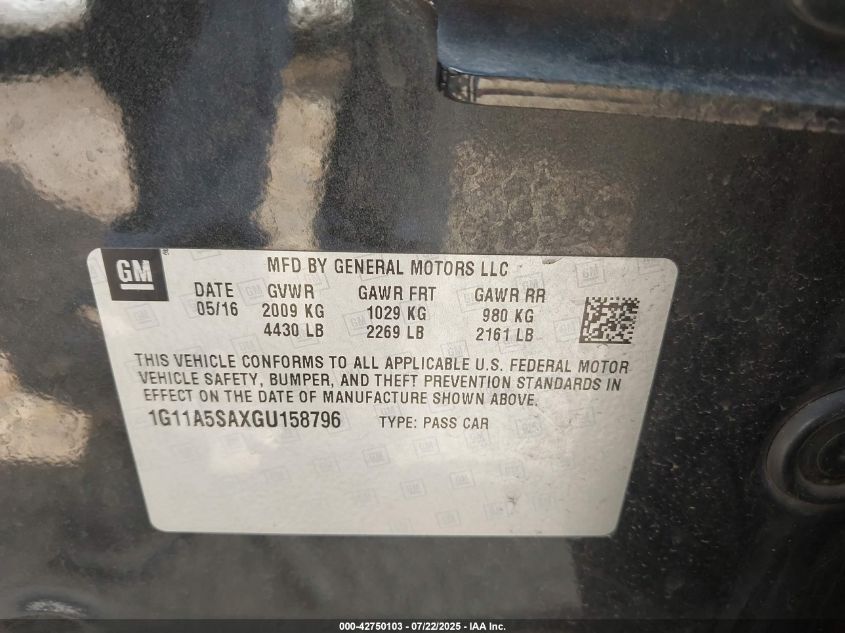 GM
MFD BY GENERAL MOTORS LLC
DATE GVWR GAWR FRT GAWR RR
05/16 2009 KG 1029 KG 980 KG
4430 LB 2269 LB 2161 LB
THIS VEHICLE CONFORMS TO ALL APPLICABLE U.S. FEDERAL MOTOR
VEHICLE SAFETY, BUMPER, AND THEFT PREVENTION STANDARDS IN
EFFECT ON THE DATE OF MANUFACTURE SHOWN ABOVE.
1G11A5SAXGU158796 TYPE: PASS CAR
000-42750103 - 07/22/2025 - IAA Inc.